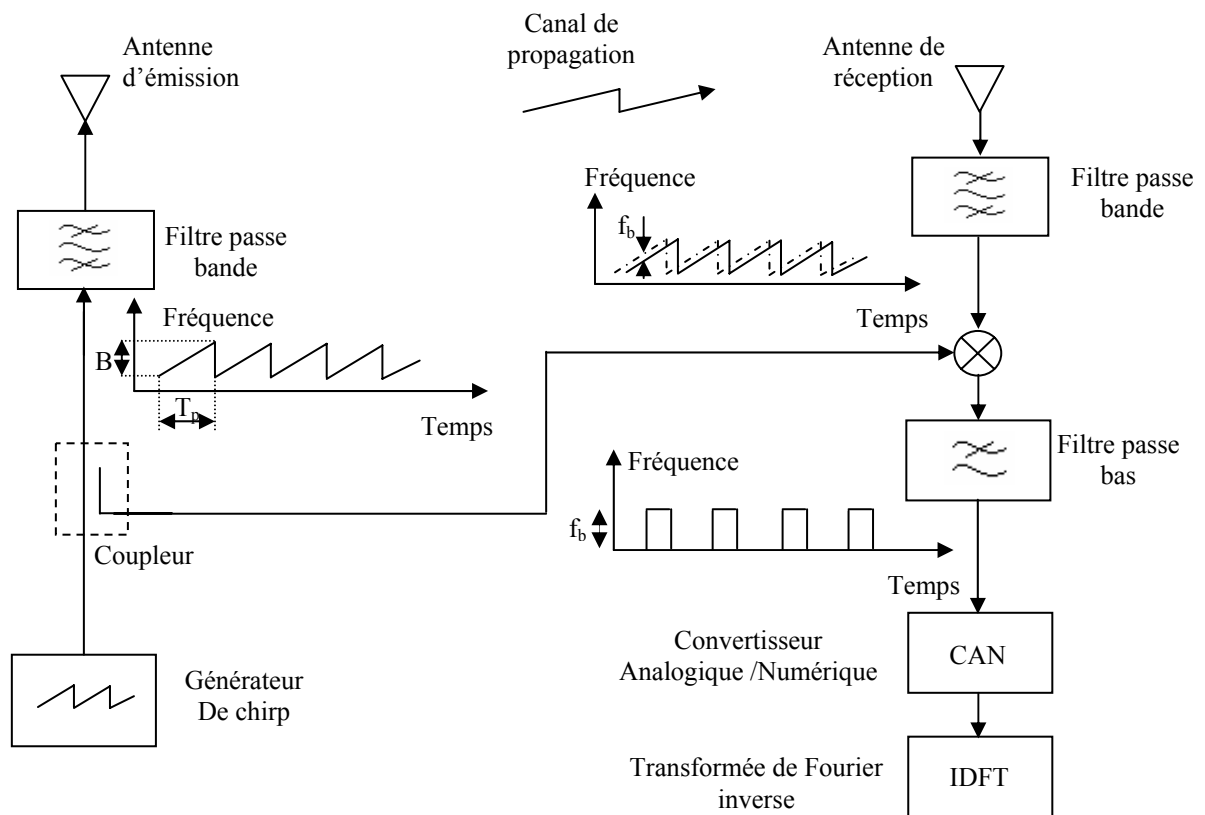 Canal de
propagation
Antenne
d'émission
Antenne de
réception
Filtre passe
bande
Fréquence
f_b
Temps
Filtre passe
bande
Fréquence
B
T_p
Temps
Filtre passe
bas
Fréquence
f_b
Temps
Coupleur
Convertisseur
Analogique /Numérique
CAN
Générateur
De chirp
Transformée de Fourier
inverse
IDFT